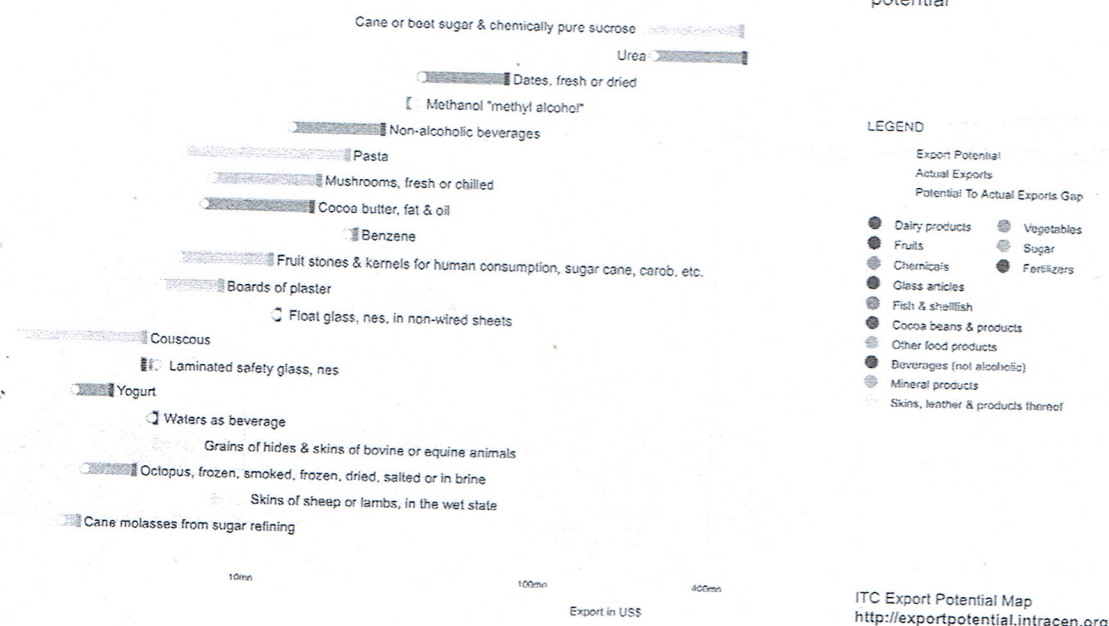 potential
Cane or beet sugar & chemically pure sucrose
Urea
Dates, fresh or dried
Methanol "methyl alcohol"
Non-alcoholic beverages
Pasta
Mushrooms, fresh or chilled
Cocoa butter, fat & oil
Benzene
Fruit stones & kernels for human consumption, sugar cane, carob, etc.
Boards of plaster
Float glass, nes, in non-wired sheets
Couscous
Laminated safety glass, nes
Yogurt
Waters as beverage
Grains of hides & skins of bovine or equine animals
Octopus, frozen, smoked, frozen, dried, salted or in brine
Skins of sheep or lambs, in the wet state
Cane molasses from sugar refining
10mn
100mn
400mn
Export in US$
LEGEND
Export Potential
Actual Exports
Potential To Actual Exports Gap
Dairy products
Fruits
Chemicals
Glass articles
Fish & shellfish
Cocoa beans & products
Other food products
Beverages (not alcoholic)
Mineral products
Skins, leather & products thereof
Vegetables
Sugar
Fertilizers
ITC Export Potential Map
http://exportpotential.intracen.org